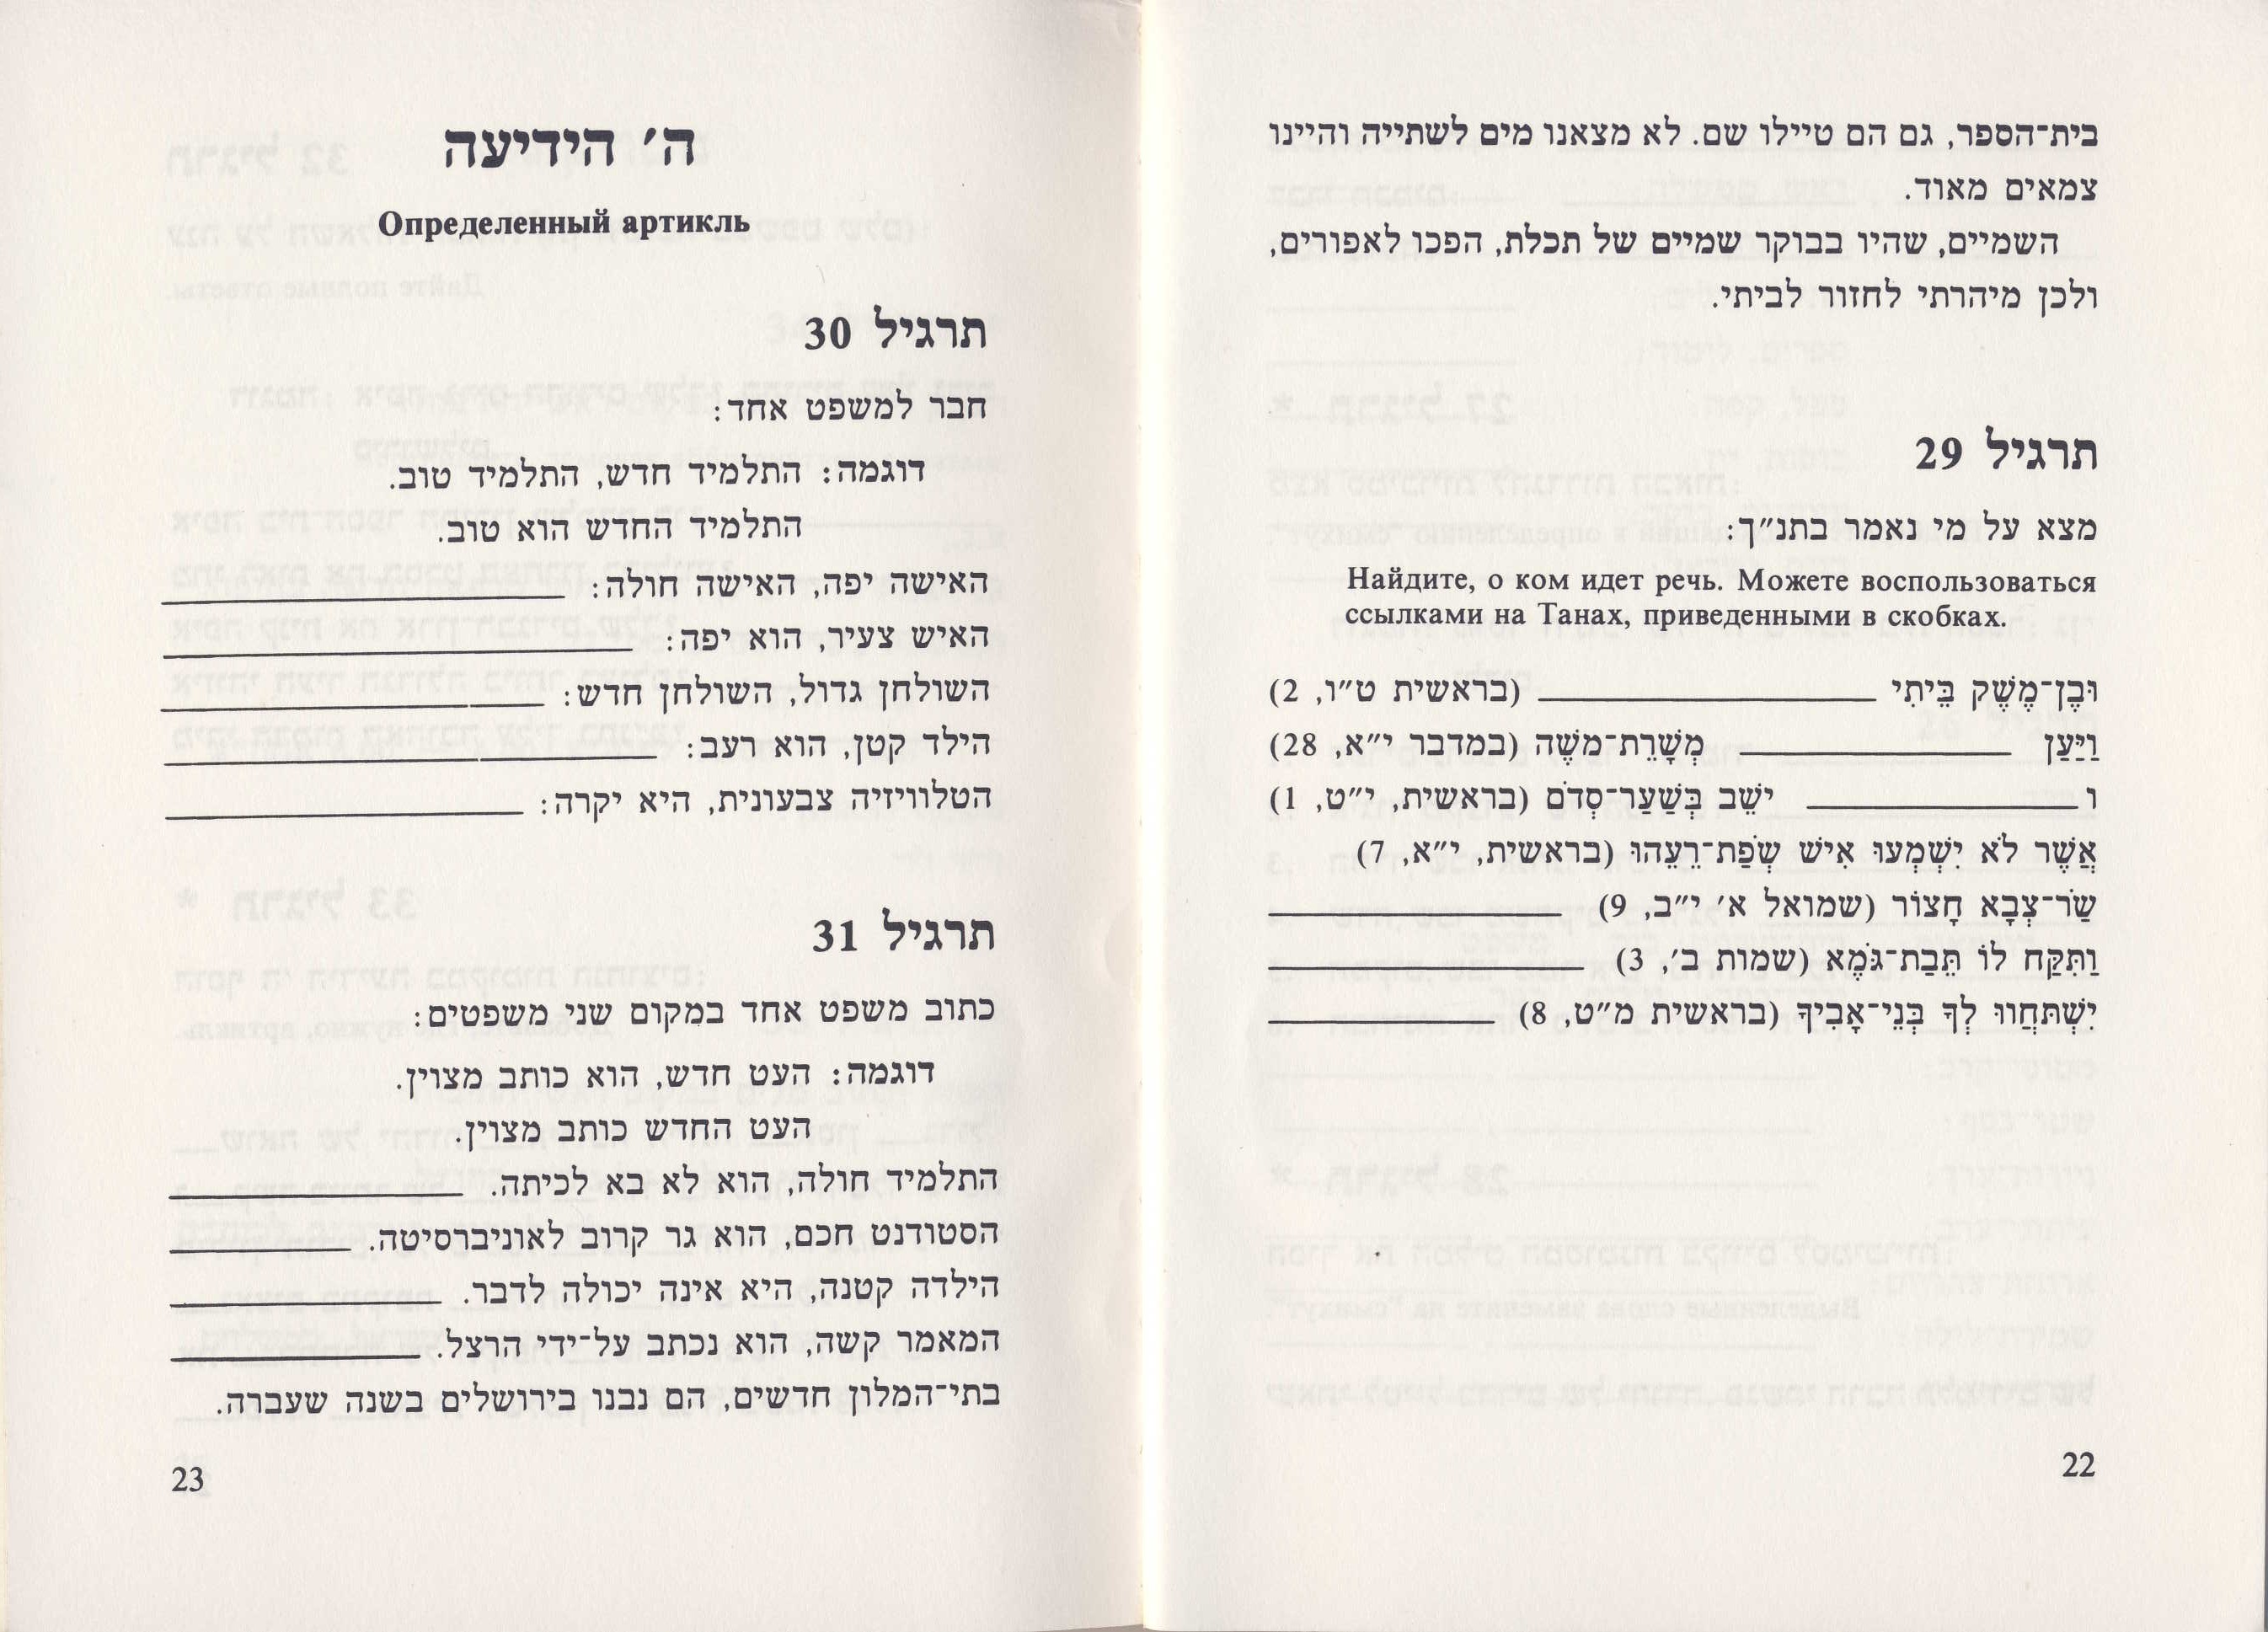 בית־הספר, גם הם טיילו שם. לא מצאנו מים לשתייה והיינו
צמאים מאוד.
השמיים, שהיו בבוקר שמיים של תכלת, הפכו לאפורים,
ולכן מיהרתי לחזור לביתי.
תרגיל 29
מצא על מי נאמר בתנ״ך:
Найдите, о ком идет речь. Можете воспользоваться
ссылками на Танах, приведенными в скобках.
וּבֶן־מֶשֶׁק בֵּיתִי ________ (בראשית ט״ו, 2)
וַיַּעַן ________ מְשָׁרֵת־מֹשֶׁה (במדבר י״א, 28)
ו________ יֹשֵׁב בְּשַׁעַר־סְדֹם (בראשית, י״ט, 1)
אֲשֶׁר לֹא יִשְׁמְעוּ אִישׁ שְׂפַת־רֵעֵהוּ (בראשית, י״א, 7)
שַׂר־צְבָא חָצוֹר (שמואל א׳ י״ב, 9) ________
וַתִּקַּח לוֹ תֵּבַת־גֹּמֶא (שמות ב׳, 3) ________
יִשְׁתַּחֲווּ לְךָ בְּנֵי־אָבִיךָ (בראשית מ״ט, 8) ________
22
ה׳ הידיעה
Определенный артикль
תרגיל 30
חבר למשפט אחד:
דוגמה: התלמיד חדש, התלמיד טוב.
התלמיד החדש הוא טוב.
האישה יפה, האישה חולה: ________
האיש צעיר, הוא יפה: ________
השולחן גדול, השולחן חדש: ________
הילד קטן, הוא רעב: ________
הטלוויזיה צבעונית, היא יקרה: ________
תרגיל 31
כתוב משפט אחד במקום שני משפטים:
דוגמה: העט חדש, הוא כותב מצוין.
העט החדש כותב מצוין.
התלמיד חולה, הוא לא בא לכיתה. ________
הסטודנט חכם, הוא גר קרוב לאוניברסיטה. ________
הילדה קטנה, היא אינה יכולה לדבר. ________
המאמר קשה, הוא נכתב על־ידי הרצל. ________
בתי־המלון חדשים, הם נבנו בירושלים בשנה שעברה.
23